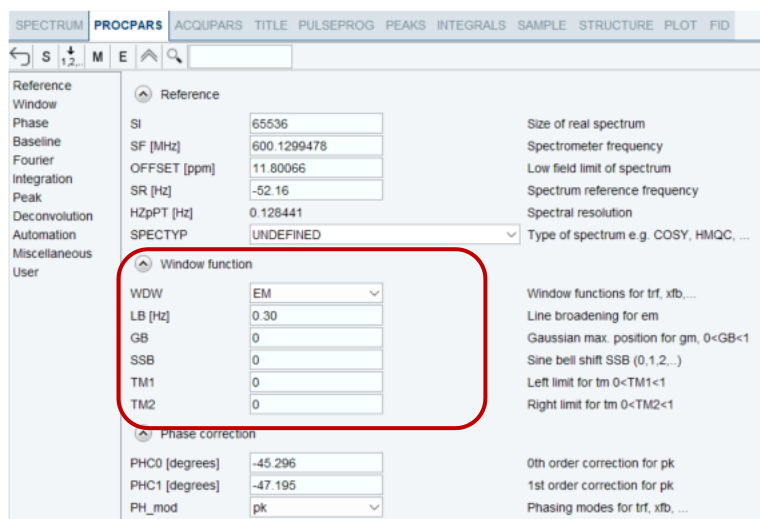 SPECTRUM PROCPARS ACQUPARS TITLE PULSEPROG PEAKS INTEGRALS SAMPLE STRUCTURE PLOT FID
S 1,2,.. M E
Reference
Window
Phase
Baseline
Fourier
Integration
Peak
Deconvolution
Automation
Miscellaneous
User
Reference
SI 65536 Size of real spectrum
SF [MHz] 600.1299478 Spectrometer frequency
OFFSET [ppm] 11.80066 Low field limit of spectrum
SR [Hz] -52.16 Spectrum reference frequency
HZpPT [Hz] 0.128441 Spectral resolution
SPECTYP UNDEFINED Type of spectrum e.g. COSY, HMQC, ...
Window function
WDW EM Window functions for trf, xfb,...
LB [Hz] 0.30 Line broadening for em
GB 0 Gaussian max. position for gm, 0<GB<1
SSB 0 Sine bell shift SSB (0,1,2,..)
TM1 0 Left limit for tm 0<TM1<1
TM2 0 Right limit for tm 0<TM2<1
Phase correction
PHC0 [degrees] -45.296 0th order correction for pk
PHC1 [degrees] -47.195 1st order correction for pk
PH_mod pk Phasing modes for trf, xfb, ...